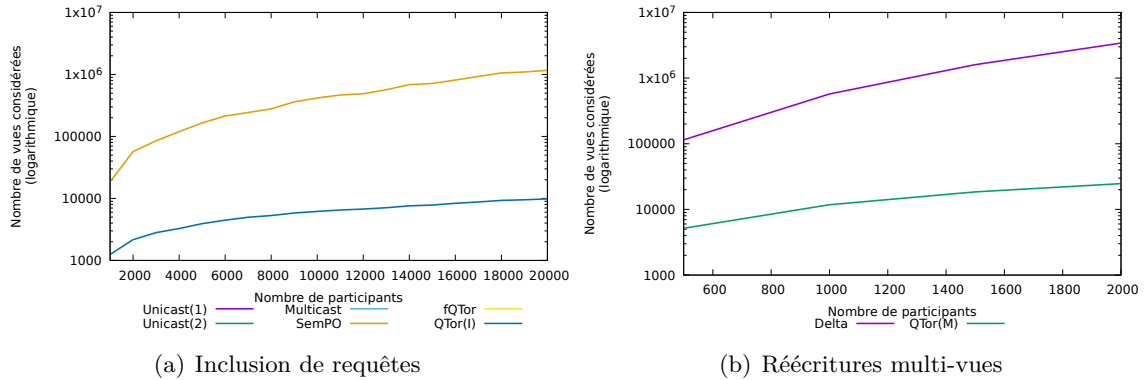 1x10⁷
1x10⁶
100000
10000
1000
Nombre de vues considérées
(logarithmique)
2000 4000 6000 8000 10000 12000 14000 16000 18000 20000
Nombre de participants
Unicast(1) Multicast fQTor
Unicast(2) SemPO QTor(I)
(a) Inclusion de requêtes
1x10⁷
1x10⁶
100000
10000
1000
Nombre de vues considérées
(logarithmique)
600 800 1000 1200 1400 1600 1800 2000
Nombre de participants
Delta QTor(M)
(b) Réécritures multi-vues